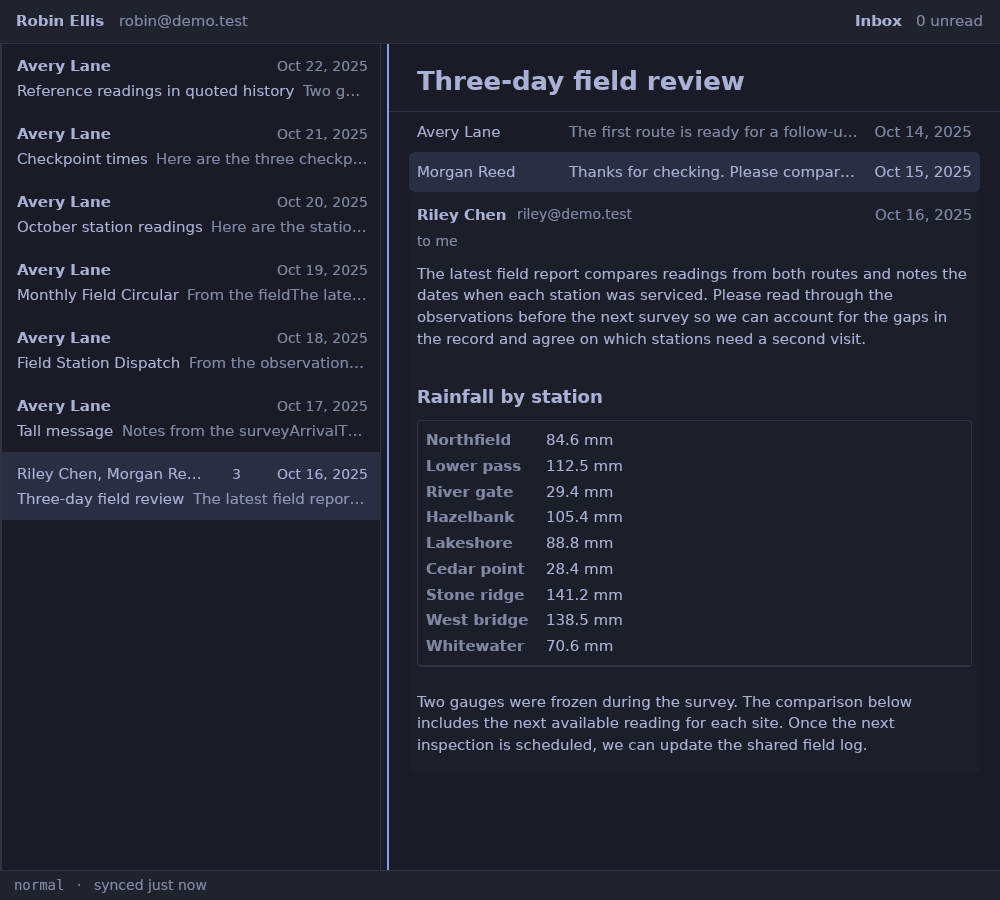 Robin Ellis robin@demo.test Inbox 0 unread
Avery Lane Oct 22, 2025
Reference readings in quoted history Two g…
Avery Lane Oct 21, 2025
Checkpoint times Here are the three checkp…
Avery Lane Oct 20, 2025
October station readings Here are the statio…
Avery Lane Oct 19, 2025
Monthly Field Circular From the fieldThe late…
Avery Lane Oct 18, 2025
Field Station Dispatch From the observation…
Avery Lane Oct 17, 2025
Tall message Notes from the surveyArrivalT…
Riley Chen, Morgan Re… 3 Oct 16, 2025
Three-day field review The latest field repor…
Three-day field review
Avery Lane The first route is ready for a follow-u… Oct 14, 2025
Morgan Reed Thanks for checking. Please compar… Oct 15, 2025
Riley Chen riley@demo.test Oct 16, 2025
to me
The latest field report compares readings from both routes and notes the
dates when each station was serviced. Please read through the
observations before the next survey so we can account for the gaps in
the record and agree on which stations need a second visit.
Rainfall by station
Northfield 84.6 mm
Lower pass 112.5 mm
River gate 29.4 mm
Hazelbank 105.4 mm
Lakeshore 88.8 mm
Cedar point 28.4 mm
Stone ridge 141.2 mm
West bridge 138.5 mm
Whitewater 70.6 mm
Two gauges were frozen during the survey. The comparison below
includes the next available reading for each site. Once the next
inspection is scheduled, we can update the shared field log.
normal · synced just now